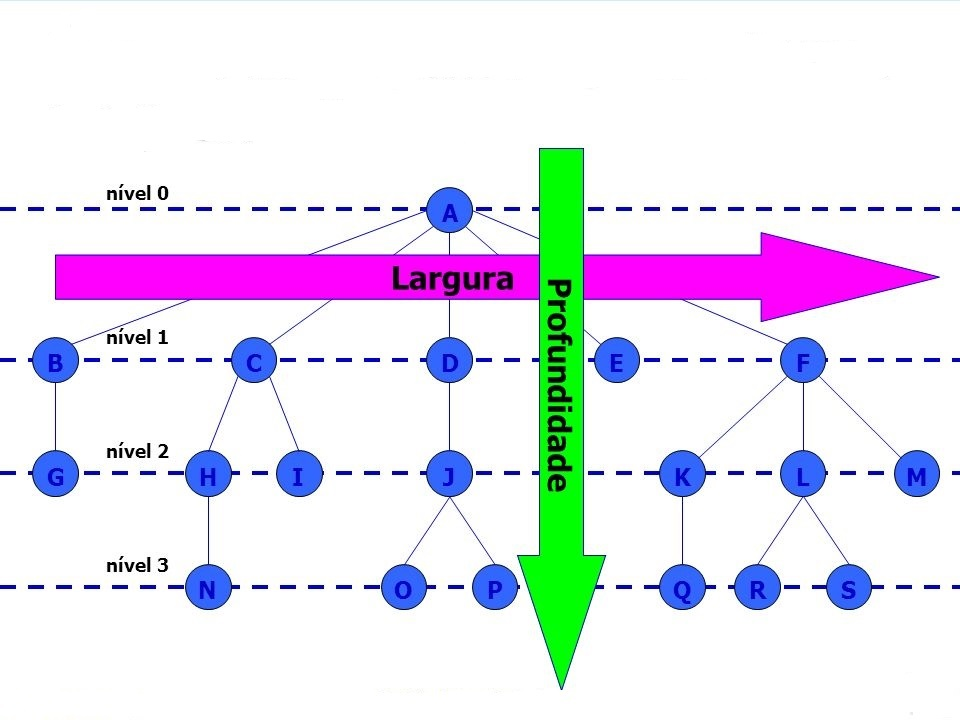 nível 0
A
Largura
Profundidade
nível 1
B C D E F
nível 2
G H I J K L M
nível 3
N O P Q R S